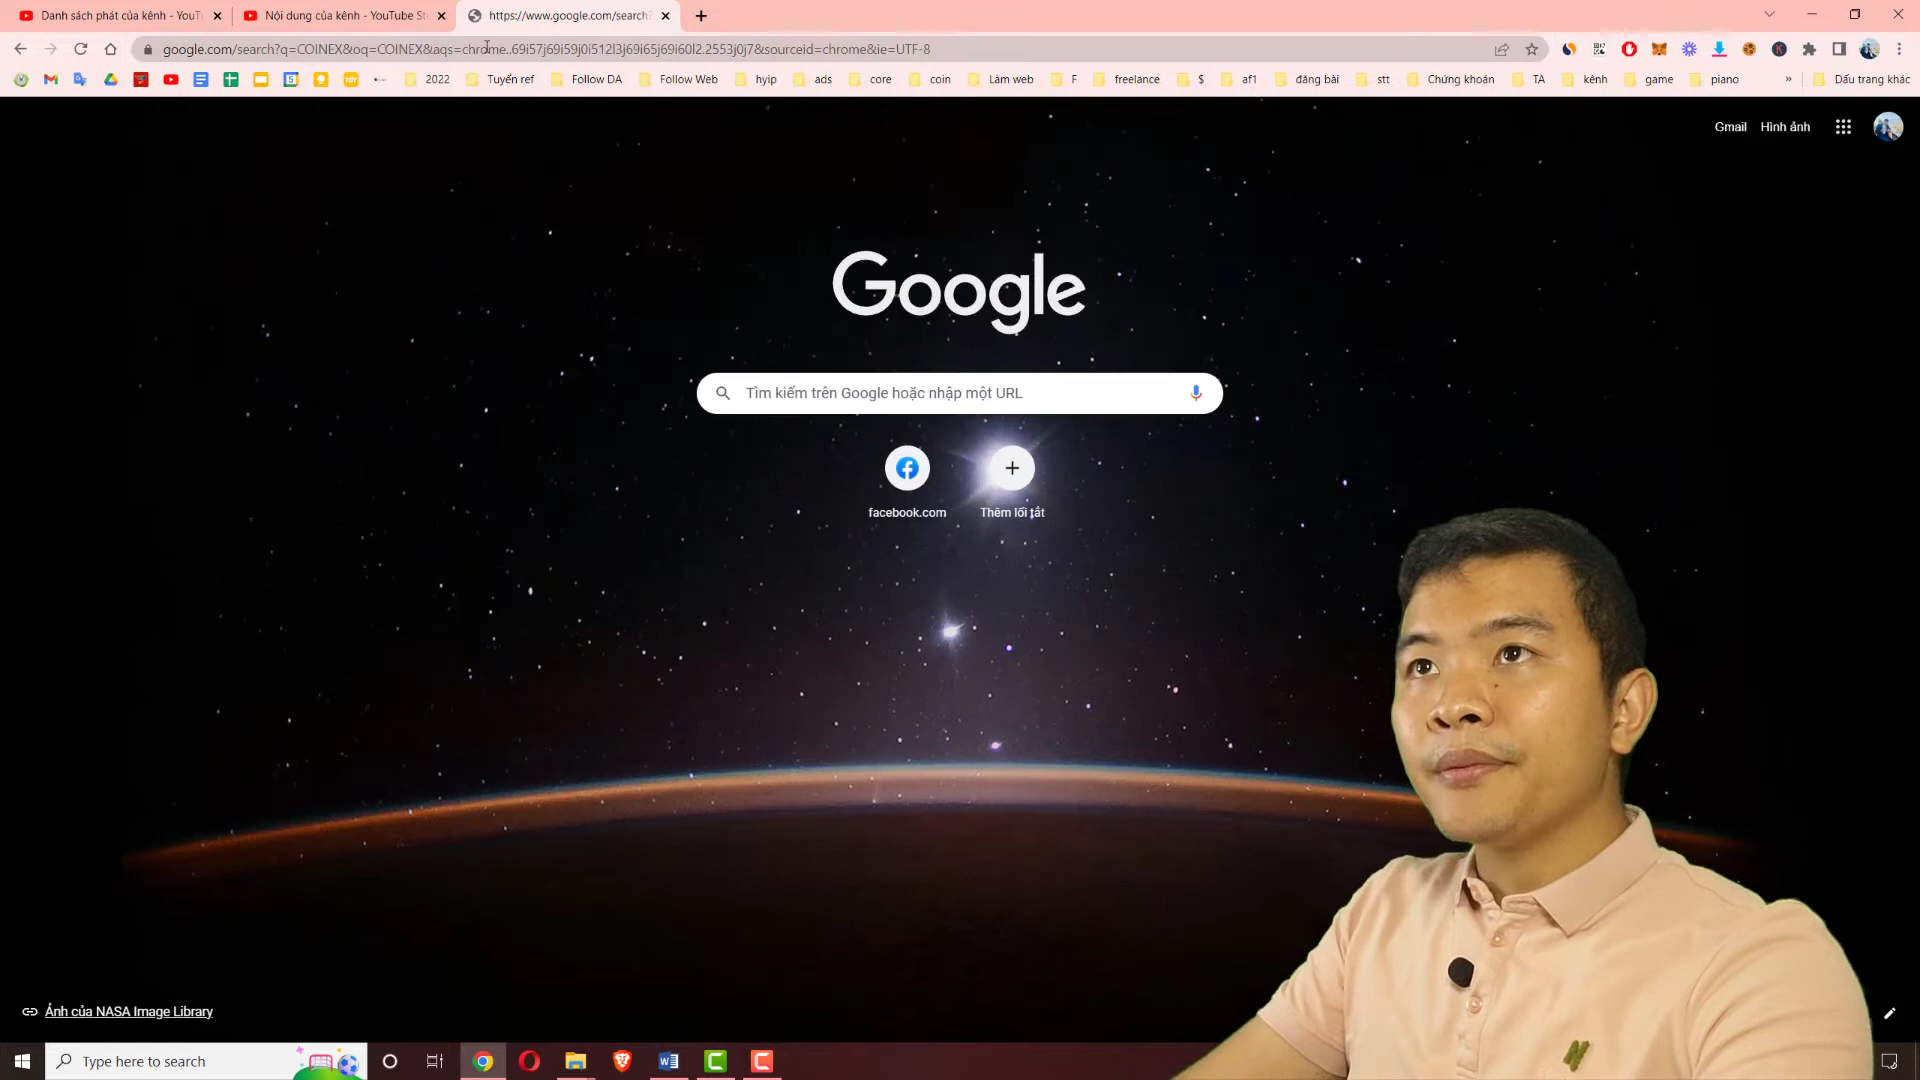 Danh sách phát của kênh - YouTu
Nội dung của kênh - YouTube St
https://www.google.com/search?
google.com/search?q=COINEX&oq=COINEX&aqs=chrome..69i57j69i59j0i512l3j69i65j69i60l2.2553j0j7&sourceid=chrome&ie=UTF-8
2022
Tuyển ref
Follow DA
Follow Web
hyip
ads
core
coin
Làm web
F
freelance
$
af1
đăng bài
stt
Chứng khoán
TA
kênh
game
piano
»
Dấu trang khác
Gmail
Hình ảnh
Google
Tìm kiếm trên Google hoặc nhập một URL
facebook.com
Thêm lối tắt
Ảnh của NASA Image Library
Type here to search